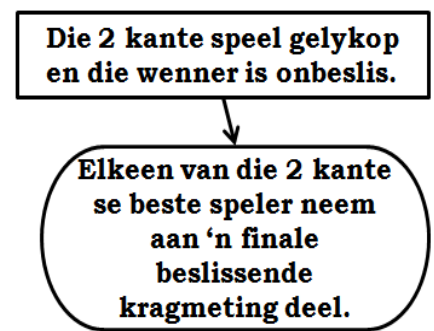 Die 2 kante speel gelykop
en die wenner is onbeslis.
Elkeen van die 2 kante
se beste speler neem
aan ‘n finale
beslissende
kragmeting deel.